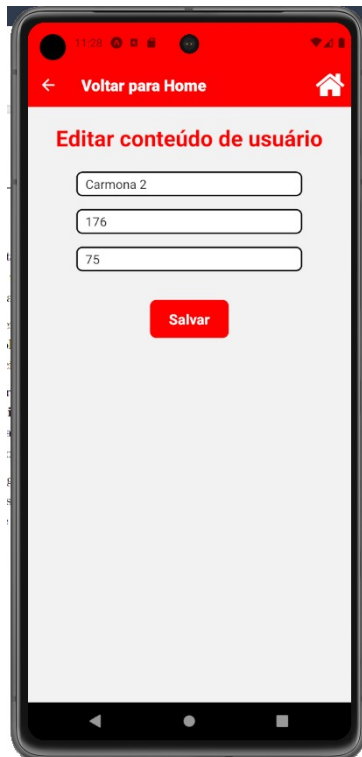 11:28
Voltar para Home
Editar conteúdo de usuário
Carmona 2
176
75
Salvar